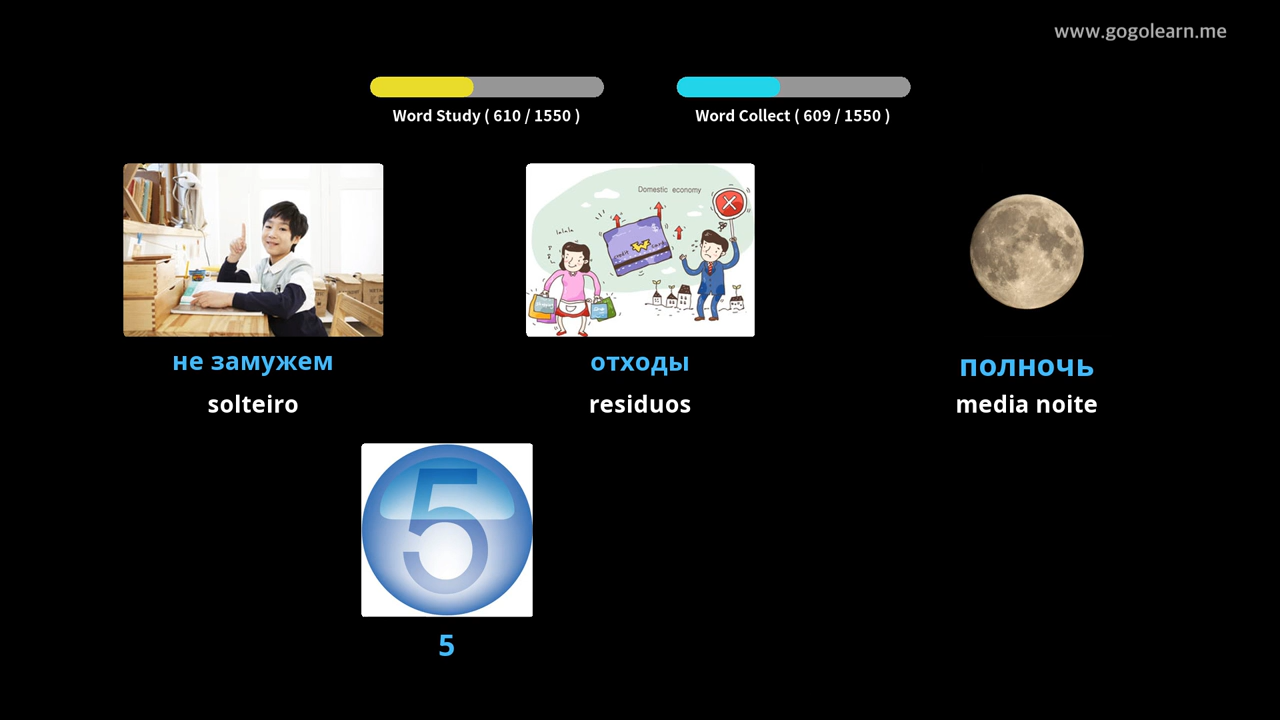 www.gogolearn.me
Word Study ( 610 / 1550 )
Word Collect ( 609 / 1550 )
Domestic economy
lalala
не замужем
отходы
полночь
solteiro
residuos
media noite
5
5